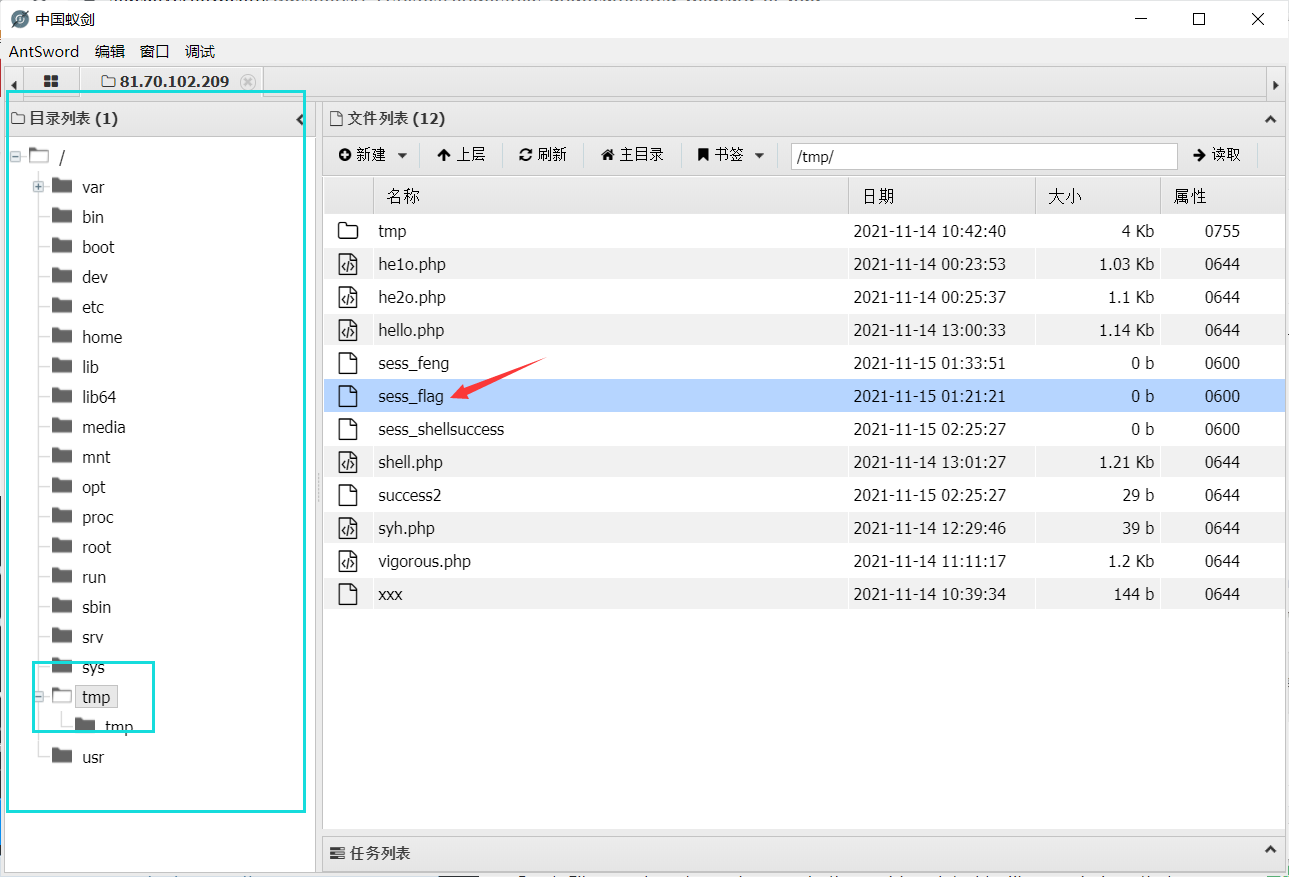 中国蚁剑
AntSword 编辑 窗口 调试
81.70.102.209
目录列表 (1)
/
var
bin
boot
dev
etc
home
lib
lib64
media
mnt
opt
proc
root
run
sbin
srv
sys
tmp
tmp
usr
文件列表 (12)
新建 上层 刷新 主目录 书签 /tmp/ 读取
名称 日期 大小 属性
tmp 2021-11-14 10:42:40 4 Kb 0755
he1o.php 2021-11-14 00:23:53 1.03 Kb 0644
he2o.php 2021-11-14 00:25:37 1.1 Kb 0644
hello.php 2021-11-14 13:00:33 1.14 Kb 0644
sess_feng 2021-11-15 01:33:51 0 b 0600
sess_flag 2021-11-15 01:21:21 0 b 0600
sess_shellsuccess 2021-11-15 02:25:27 0 b 0600
shell.php 2021-11-14 13:01:27 1.21 Kb 0644
success2 2021-11-15 02:25:27 29 b 0644
syh.php 2021-11-14 12:29:46 39 b 0644
vigorous.php 2021-11-14 11:11:17 1.2 Kb 0644
xxx 2021-11-14 10:39:34 144 b 0644
任务列表